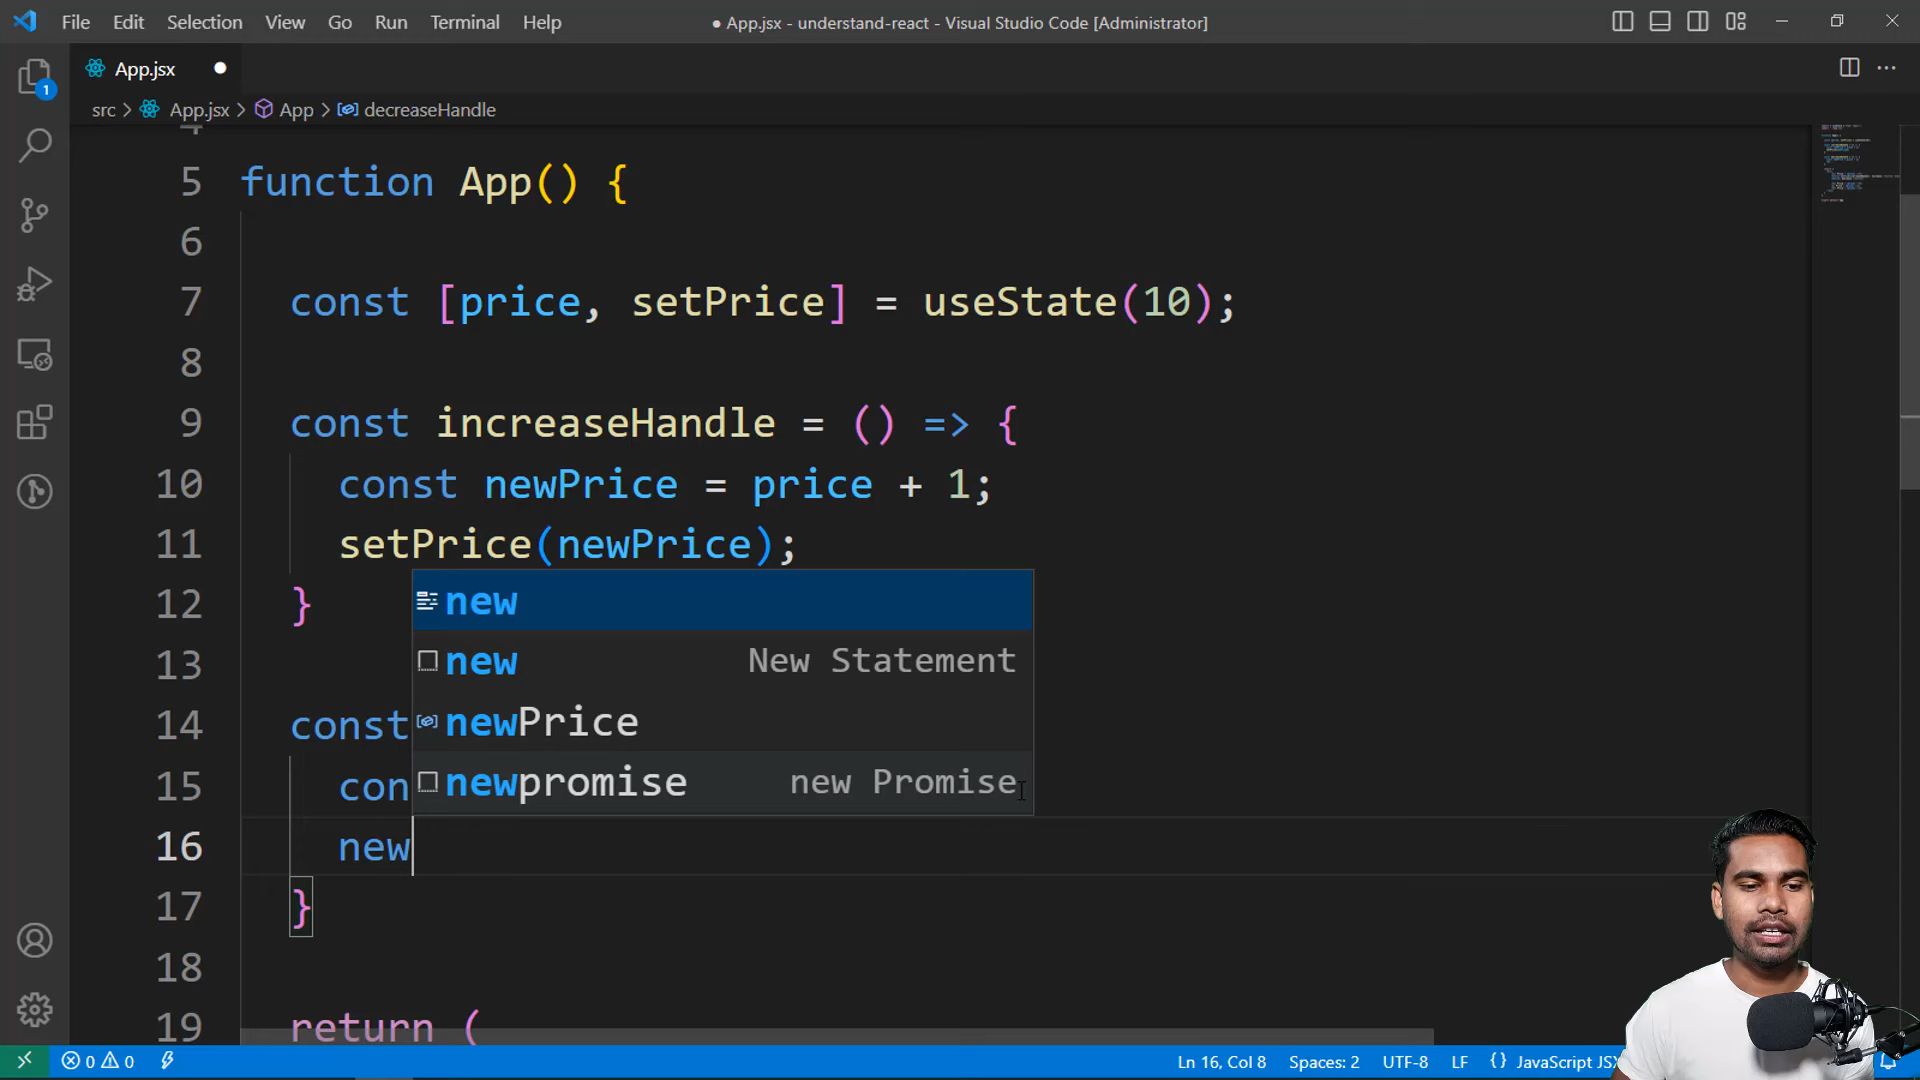 File Edit Selection View Go Run Terminal Help
● App.jsx - understand-react - Visual Studio Code [Administrator]
App.jsx
src > App.jsx > App > decreaseHandle
1
4
5 function App() {
6
7 const [price, setPrice] = useState(10);
8
9 const increaseHandle = () => {
10 const newPrice = price + 1;
11 setPrice(newPrice);
12 }
13
14 const
15 con
16 new
17 }
18
19 return (
new
new New Statement
newPrice
newpromise new Promise
0 0 Ln 16, Col 8 Spaces: 2 UTF-8 LF {} JavaScript JSX